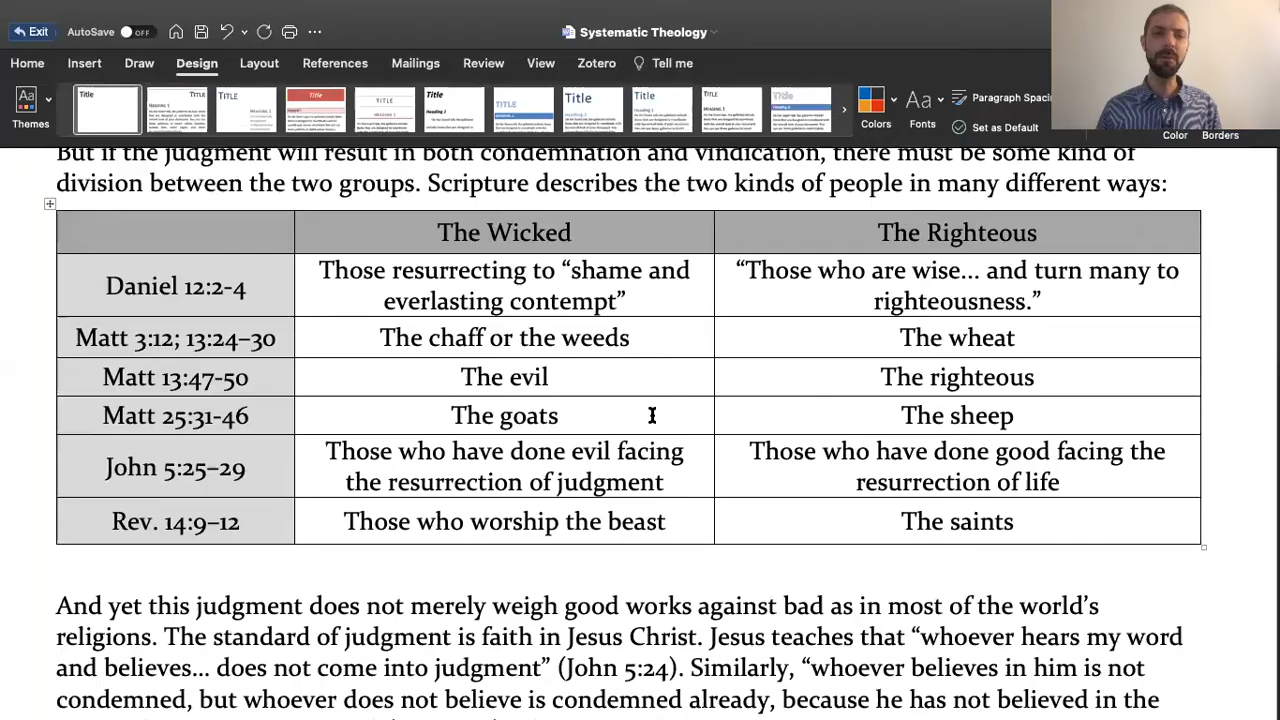 Exit AutoSave OFF Systematic Theology
Home Insert Draw Design Layout References Mailings Review View Zotero Tell me
Themes Colors Fonts Paragraph Spaci
Set as Default
Color Borders
But if the judgment will result in both condemnation and vindication, there must be some kind of
division between the two groups. Scripture describes the two kinds of people in many different ways:
The Wicked The Righteous
Daniel 12:2-4 Those resurrecting to “shame and everlasting contempt” “Those who are wise... and turn many to righteousness.”
Matt 3:12; 13:24–30 The chaff or the weeds The wheat
Matt 13:47-50 The evil The righteous
Matt 25:31-46 The goats The sheep
John 5:25–29 Those who have done evil facing the resurrection of judgment Those who have done good facing the resurrection of life
Rev. 14:9–12 Those who worship the beast The saints
And yet this judgment does not merely weigh good works against bad as in most of the world’s
religions. The standard of judgment is faith in Jesus Christ. Jesus teaches that “whoever hears my word
and believes... does not come into judgment” (John 5:24). Similarly, “whoever believes in him is not
condemned, but whoever does not believe is condemned already, because he has not believed in the